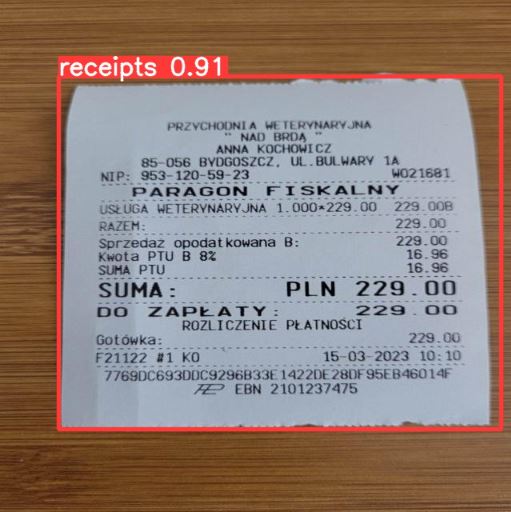 receipts 0.91
PRZYCHODNIA WETERYNARYJNA
" NAD BRDĄ "
ANNA KOCHOWICZ
85-056 BYDGOSZCZ, UL.BULWARY 1A
NIP: 953-120-59-23 W021681
PARAGON FISKALNY
USŁUGA WETERYNARYJNA 1.000*229.00 229.00B
RAZEM: 229.00
Sprzedaż opodatkowana B: 229.00
Kwota PTU B 8% 16.96
SUMA PTU 16.96
SUMA: PLN 229.00
DO ZAPŁATY: 229.00
ROZLICZENIE PŁATNOŚCI
Gotówka: 229.00
F21122 #1 KO 15-03-2023 10:10
7769DC693DDC9296B33E1422DE28DF95EB46014F
EBN 2101237475